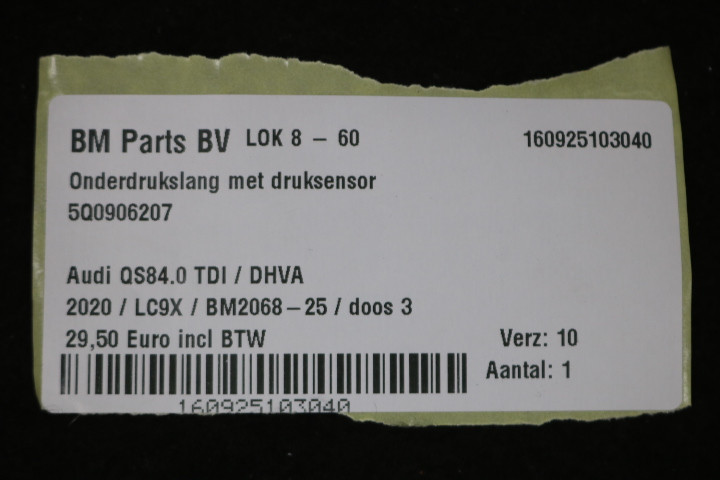 BM Parts BV LOK 8 – 60 160925103040
Onderdrukslang met druksensor
5Q0906207
Audi QS84.0 TDI / DHVA
2020 / LC9X / BM2068–25 / doos 3
29,50 Euro incl BTW Verz: 10
Aantal: 1
160925103040